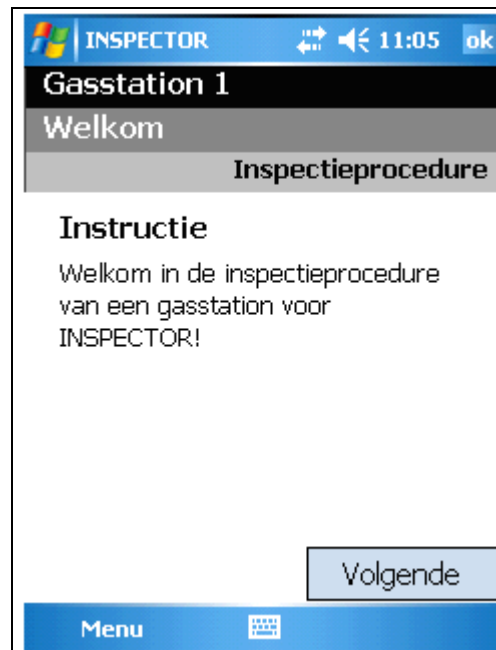 INSPECTOR 11:05 ok
Gasstation 1
Welkom
Inspectieprocedure
Instructie
Welkom in de inspectieprocedure
van een gasstation voor
INSPECTOR!
Volgende
Menu